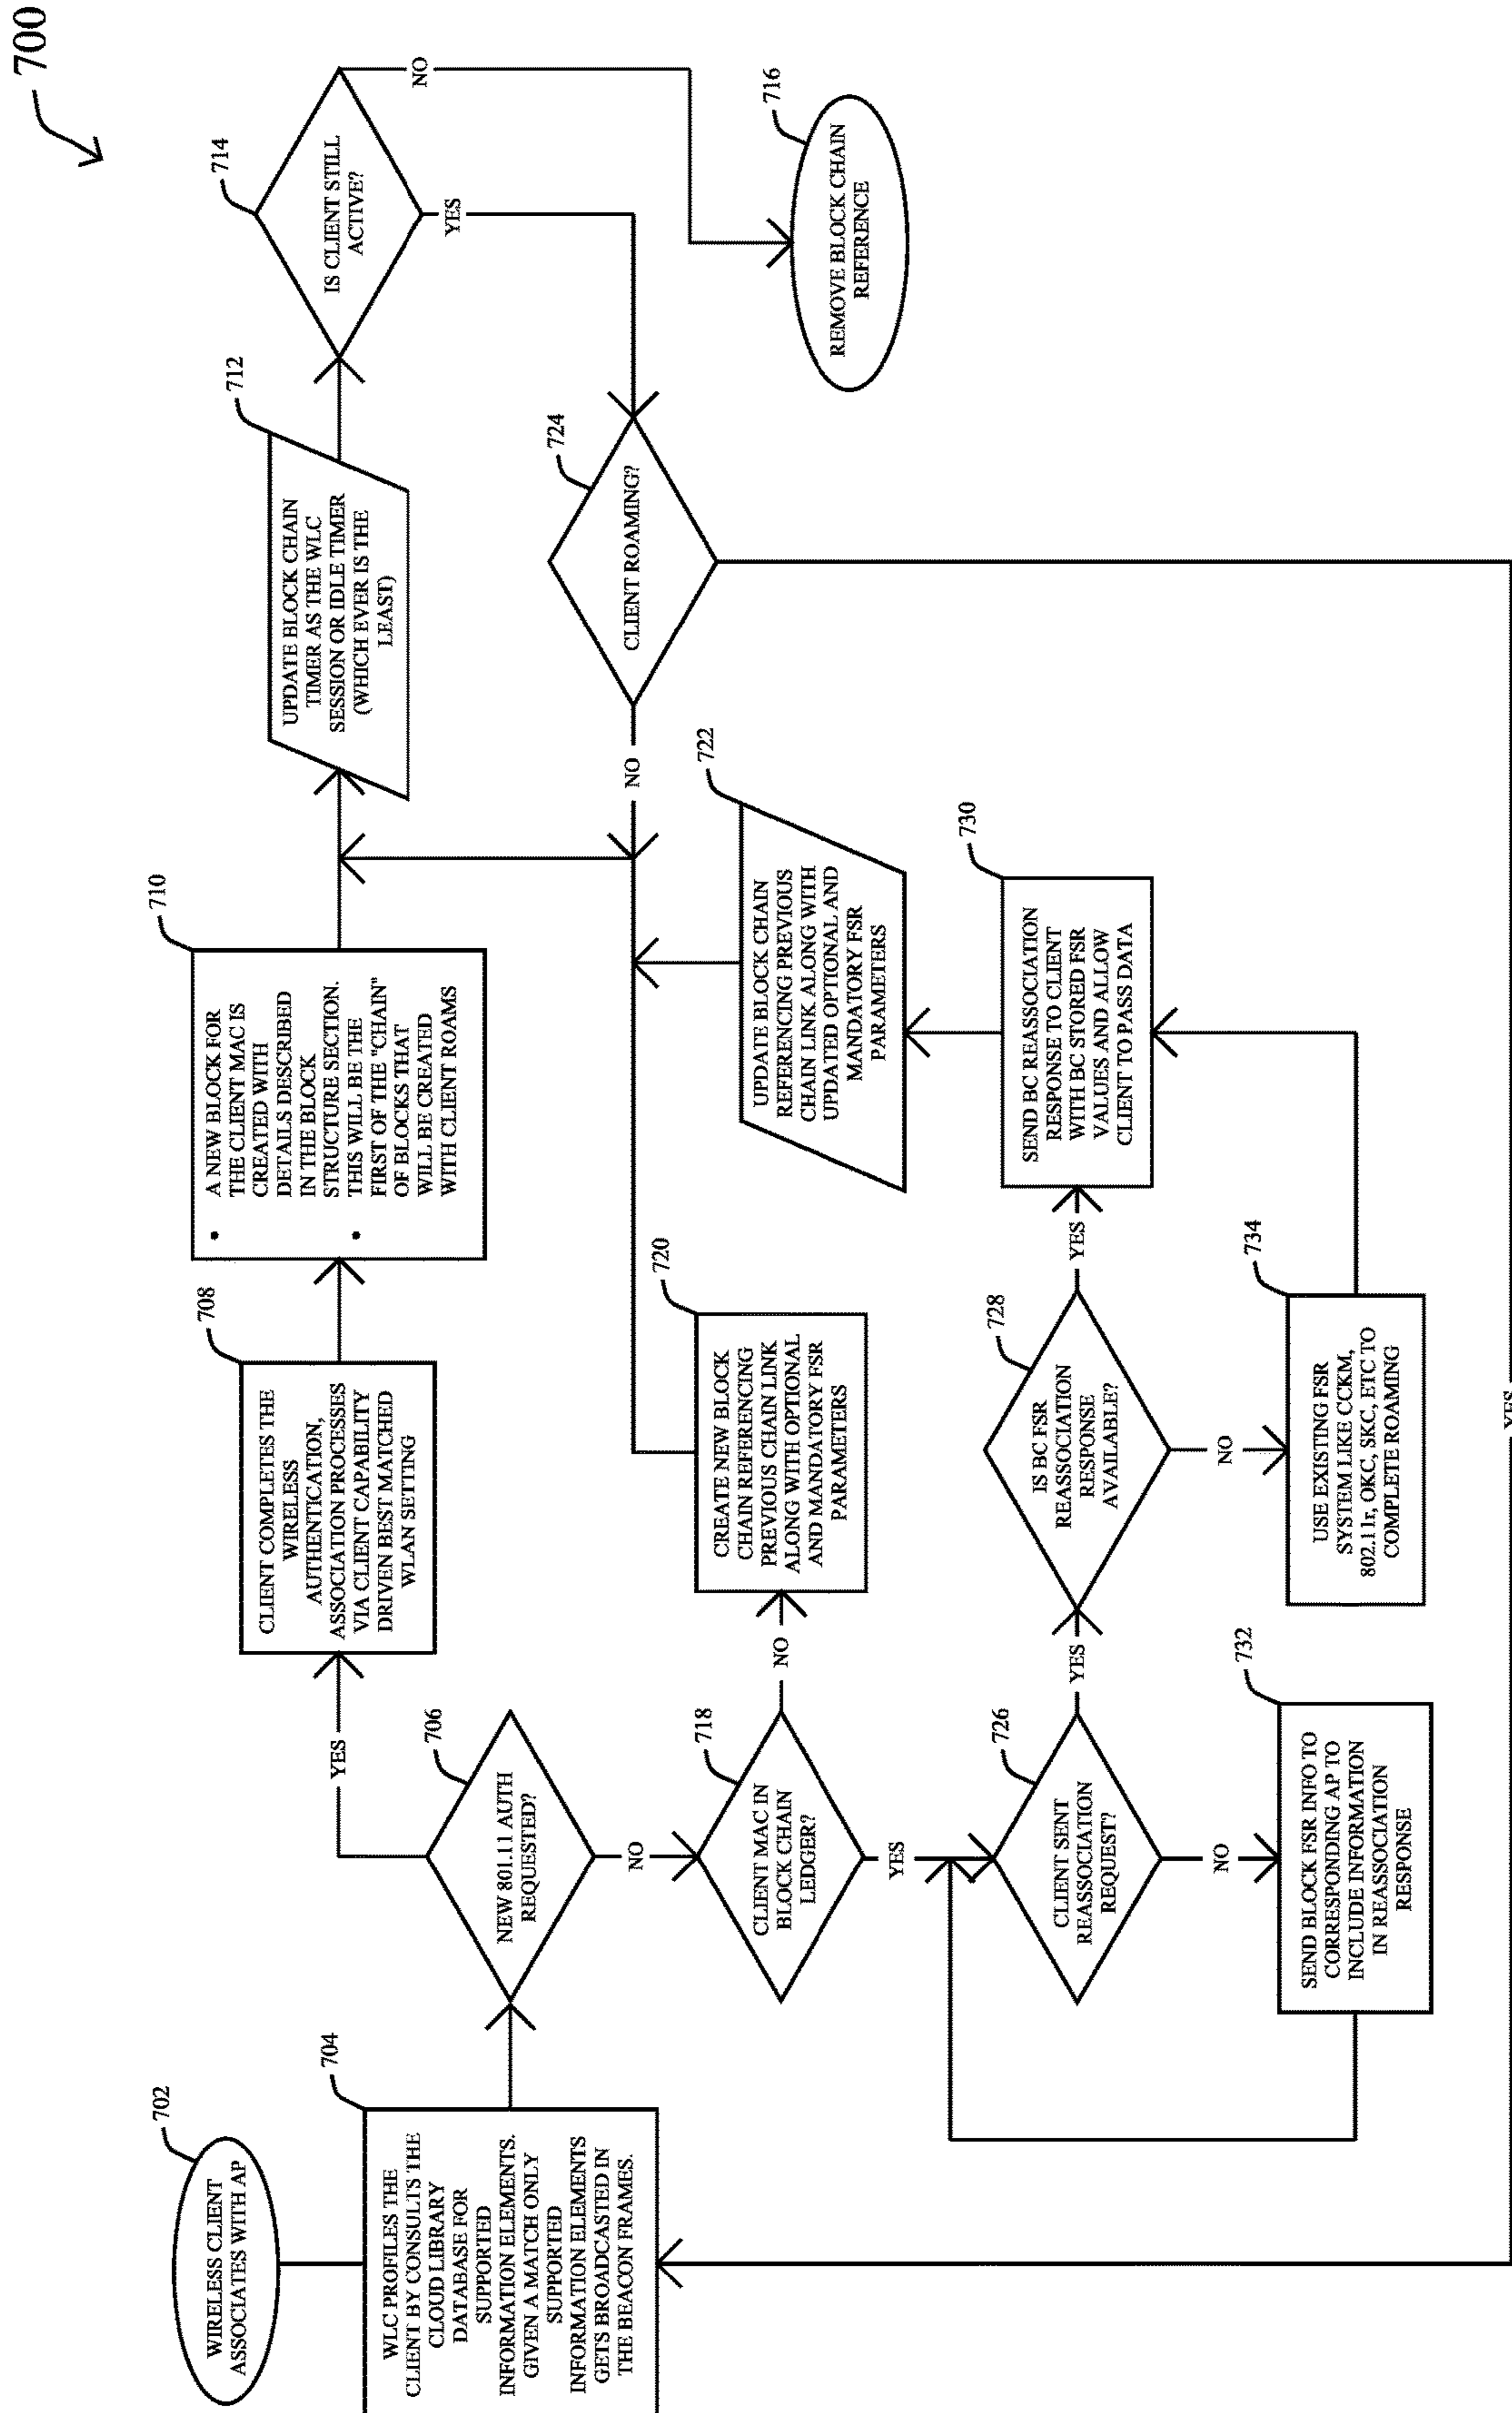 700
702
WIRELESS CLIENT
ASSOCIATES WITH AP
704
WLC PROFILES THE
CLIENT BY CONSULTS THE
CLOUD LIBRARY
DATABASE FOR
SUPPORTED
INFORMATION ELEMENTS.
GIVEN A MATCH ONLY
SUPPORTED
INFORMATION ELEMENTS
GETS BROADCASTED IN
THE BEACON FRAMES.
706
NEW 801.11 AUTH
REQUESTED?
YES
NO
708
CLIENT COMPLETES THE
WIRELESS
AUTHENTICATION,
ASSOCIATION PROCESSES
VIA CLIENT CAPABILITY
DRIVEN BEST MATCHED
WLAN SETTING
710
• A NEW BLOCK FOR
THE CLIENT MAC IS
CREATED WITH
DETAILS DESCRIBED
IN THE BLOCK
STRUCTURE SECTION.
• THIS WILL BE THE
FIRST OF THE "CHAIN"
OF BLOCKS THAT
WILL BE CREATED
WITH CLIENT ROAMS
712
UPDATE BLOCK CHAIN
TIMER AS THE WLC
SESSION OR IDLE TIMER
(WHICH EVER IS THE
LEAST)
714
IS CLIENT STILL
ACTIVE?
NO
YES
716
REMOVE BLOCK CHAIN
REFERENCE
718
CLIENT MAC IN
BLOCK CHAIN
LEDGER?
NO
YES
720
CREATE NEW BLOCK
CHAIN REFERENCING
PREVIOUS CHAIN LINK
ALONG WITH OPTIONAL
AND MANDATORY FSR
PARAMETERS
722
UPDATE BLOCK CHAIN
REFERENCING PREVIOUS
CHAIN LINK ALONG WITH
UPDATED OPTIONAL AND
MANDATORY FSR
PARAMETERS
724
CLIENT ROAMING?
NO
YES
726
CLIENT SENT
REASSOCIATION
REQUEST?
YES
NO
728
IS BC FSR
REASSOCIATION
RESPONSE
AVAILABLE?
YES
NO
730
SEND BC REASSOCIATION
RESPONSE TO CLIENT
WITH BC STORED FSR
VALUES AND ALLOW
CLIENT TO PASS DATA
732
SEND BLOCK FSR INFO TO
CORRESPONDING AP TO
INCLUDE INFORMATION
IN REASSOCIATION
RESPONSE
734
USE EXISTING FSR
SYSTEM LIKE CCKM,
802.11r, OKC, SKC, ETC TO
COMPLETE ROAMING